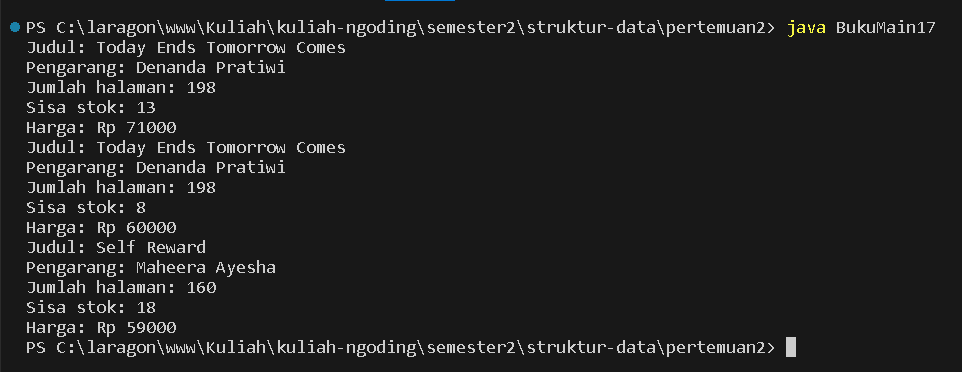 PS C:\laragon\www\Kuliah\kuliah-ngoding\semester2\struktur-data\pertemuan2> java BukuMain17
Judul: Today Ends Tomorrow Comes
Pengarang: Denanda Pratiwi
Jumlah halaman: 198
Sisa stok: 13
Harga: Rp 71000
Judul: Today Ends Tomorrow Comes
Pengarang: Denanda Pratiwi
Jumlah halaman: 198
Sisa stok: 8
Harga: Rp 60000
Judul: Self Reward
Pengarang: Maheera Ayesha
Jumlah halaman: 160
Sisa stok: 18
Harga: Rp 59000
PS C:\laragon\www\Kuliah\kuliah-ngoding\semester2\struktur-data\pertemuan2>